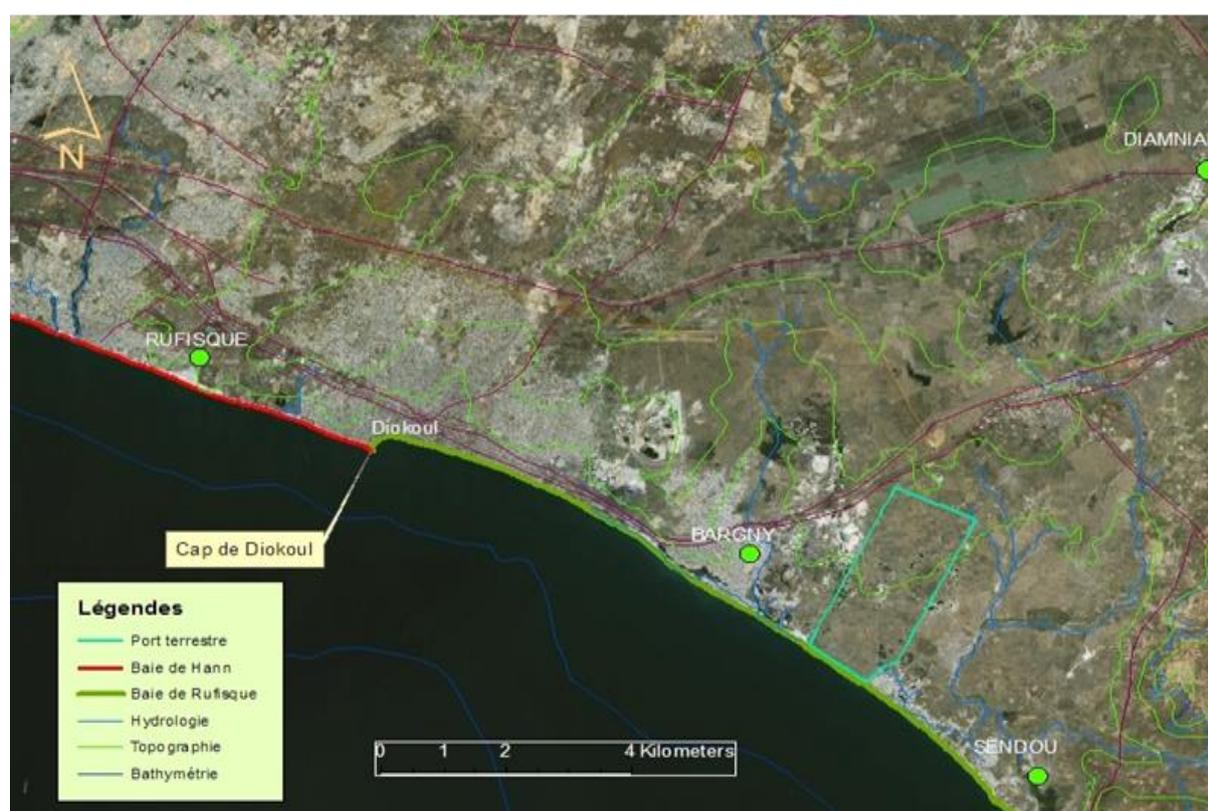 DIAMNIA
N
RUFISQUE
Diokoul
Cap de Diokoul
BARGNY
SENDOU
Légendes
Port terrestre
Baie de Hann
Baie de Rufisque
Hydrologie
Topographie
Bathymétrie
0 1 2 4 Kilometers